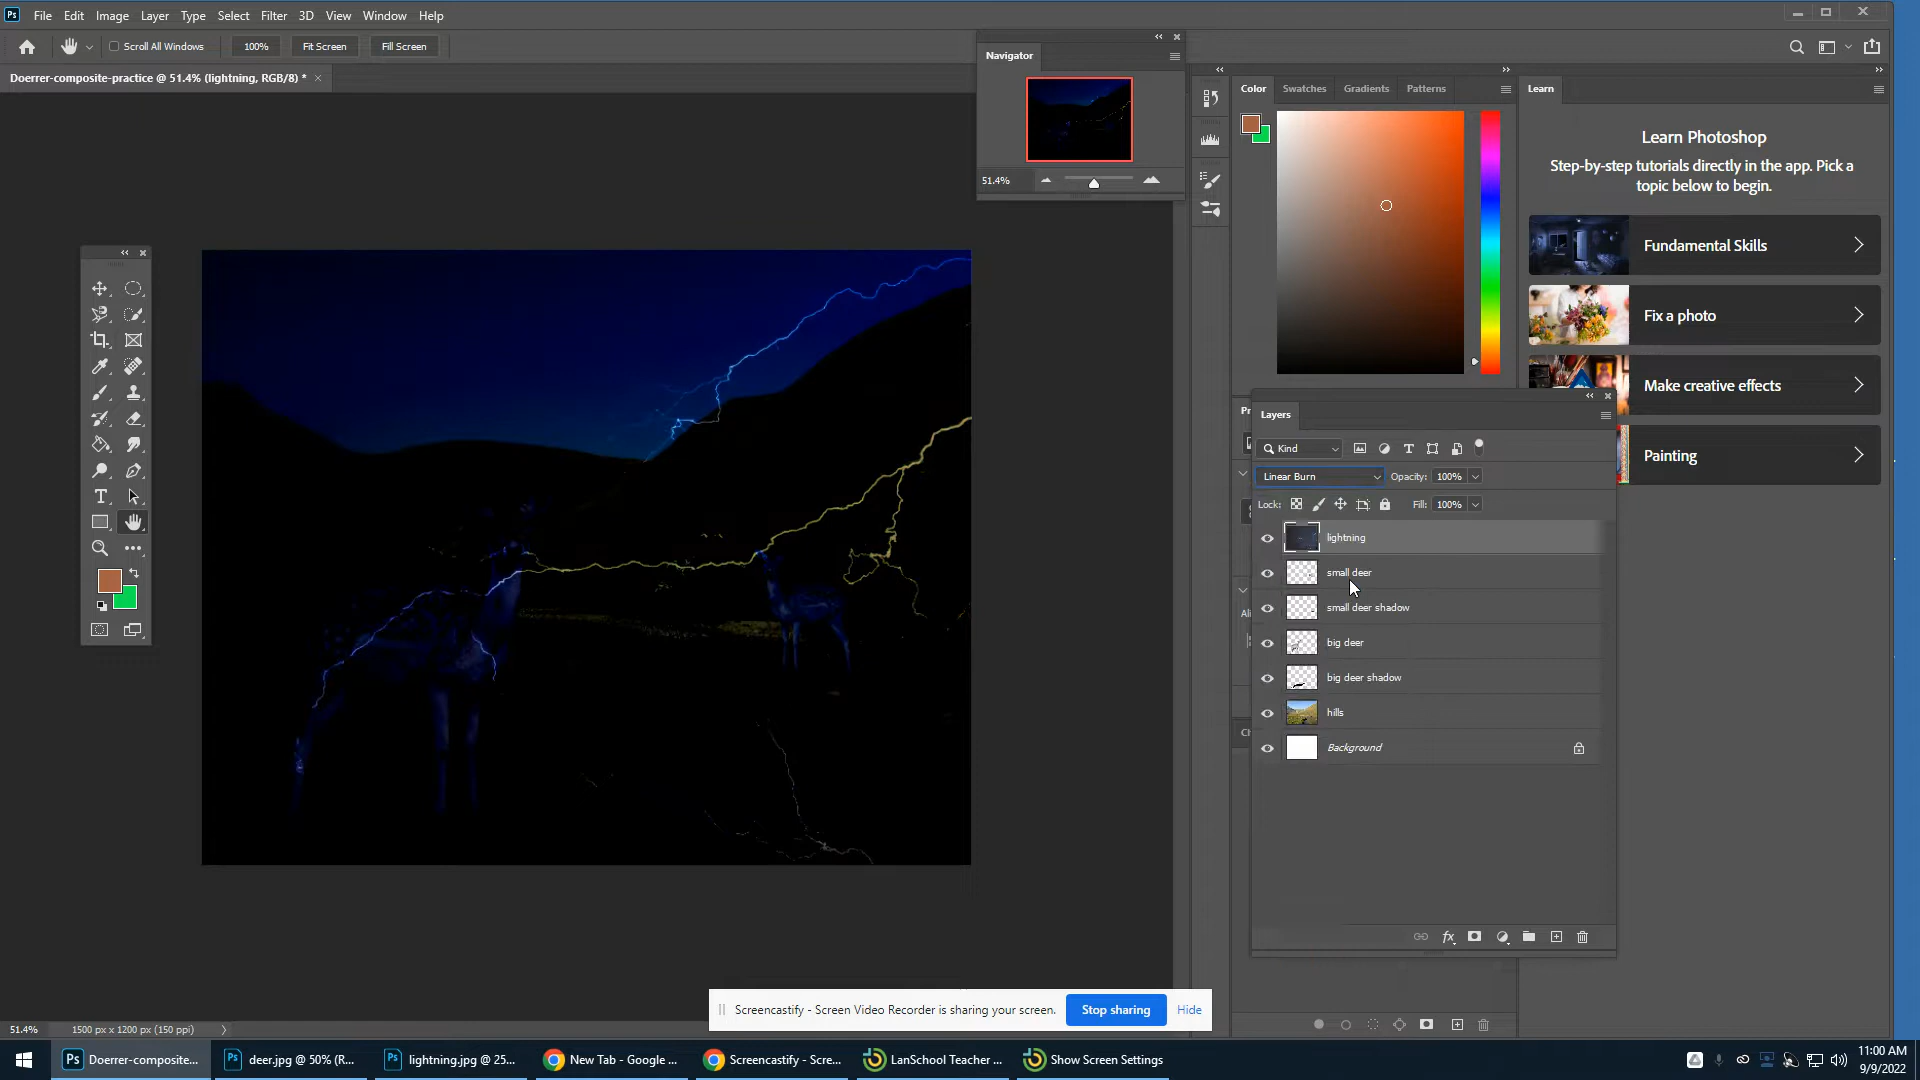 Ps File Edit Image Layer Type Select Filter 3D View Window Help
Scroll All Windows 100% Fit Screen Fill Screen
Doerrer-composite-practice @ 51.4% (lightning, RGB/8) *
Navigator
51.4%
Color Swatches Gradients Patterns
Learn
Learn Photoshop
Step-by-step tutorials directly in the app. Pick a
topic below to begin.
Fundamental Skills
Fix a photo
Make creative effects
Painting
Pr
Layers
Kind
Linear Burn Opacity: 100%
Lock: Fill: 100%
lightning
small deer
small deer shadow
big deer
big deer shadow
hills
Background
Screencastify - Screen Video Recorder is sharing your screen. Stop sharing Hide
51.4% 1500 px x 1200 px (150 ppi)
Ps Doerrer-composite... Ps deer.jpg @ 50% (R... Ps lightning.jpg @ 25... New Tab - Google ... Screencastify - Scre... LanSchool Teacher ... Show Screen Settings
11:00 AM
9/9/2022